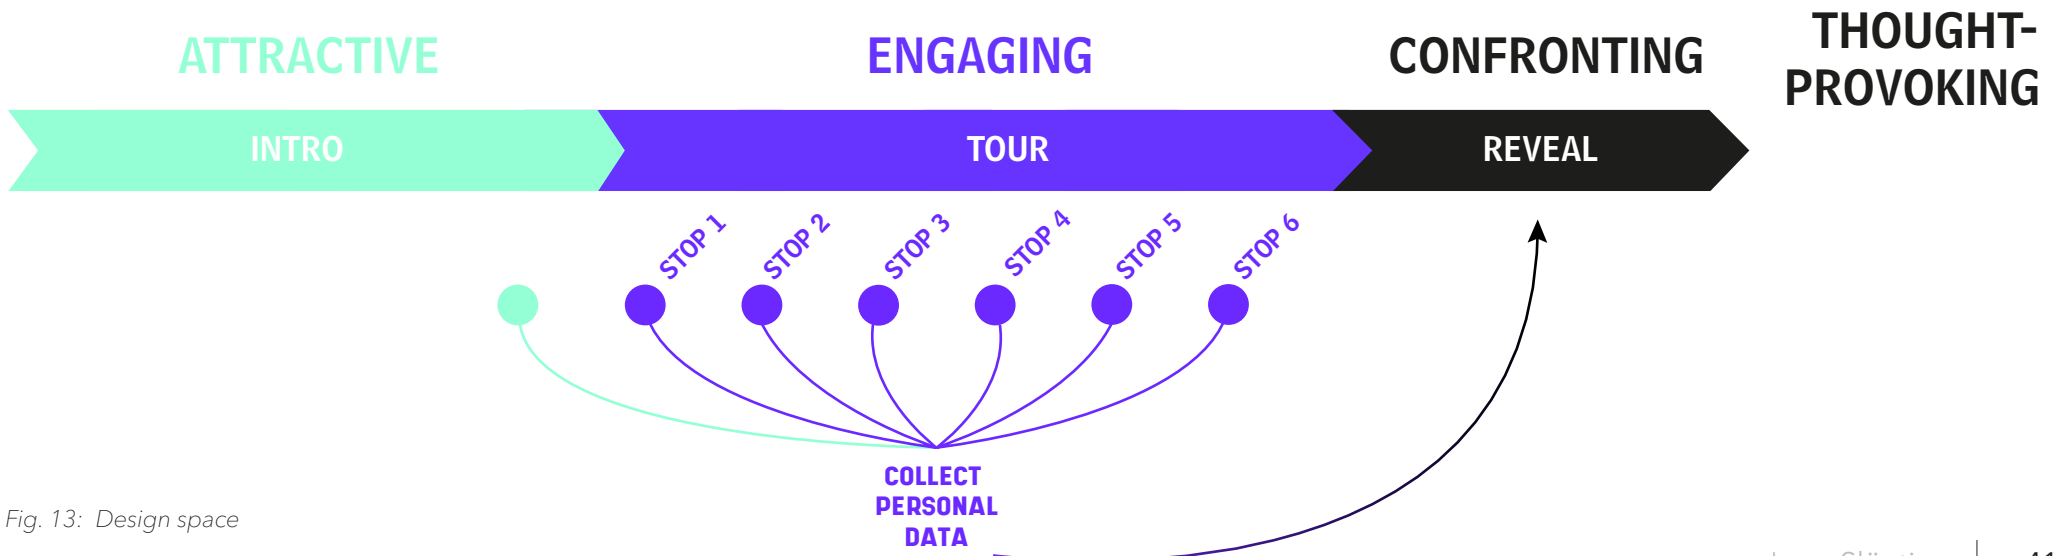 ATTRACTIVE
ENGAGING
CONFRONTING
THOUGHT-
PROVOKING
INTRO
TOUR
REVEAL
STOP 1
STOP 2
STOP 3
STOP 4
STOP 5
STOP 6
COLLECT
PERSONAL
DATA
Fig. 13: Design space